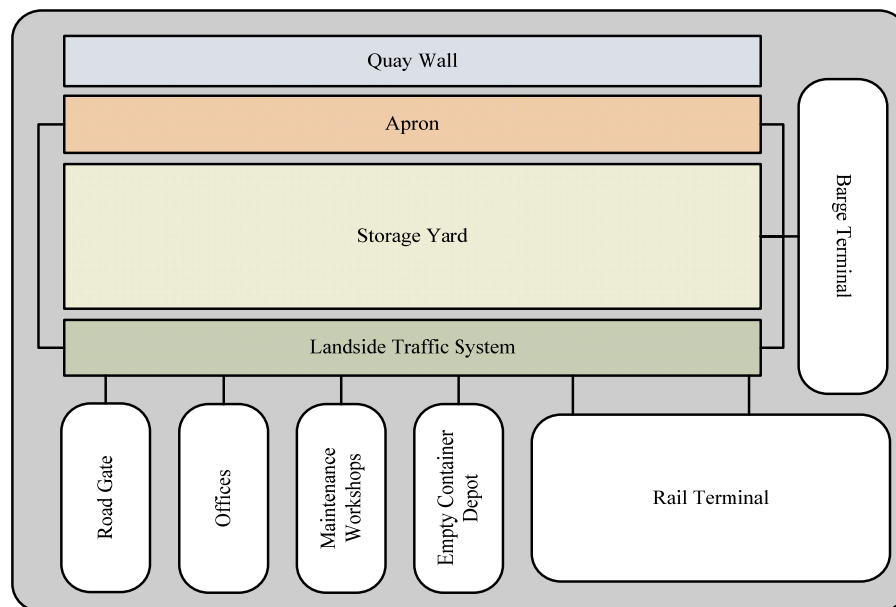 Quay Wall
Apron
Storage Yard
Landside Traffic System
Barge Terminal
Road Gate
Offices
Maintenance
Workshops
Empty Container
Depot
Rail Terminal